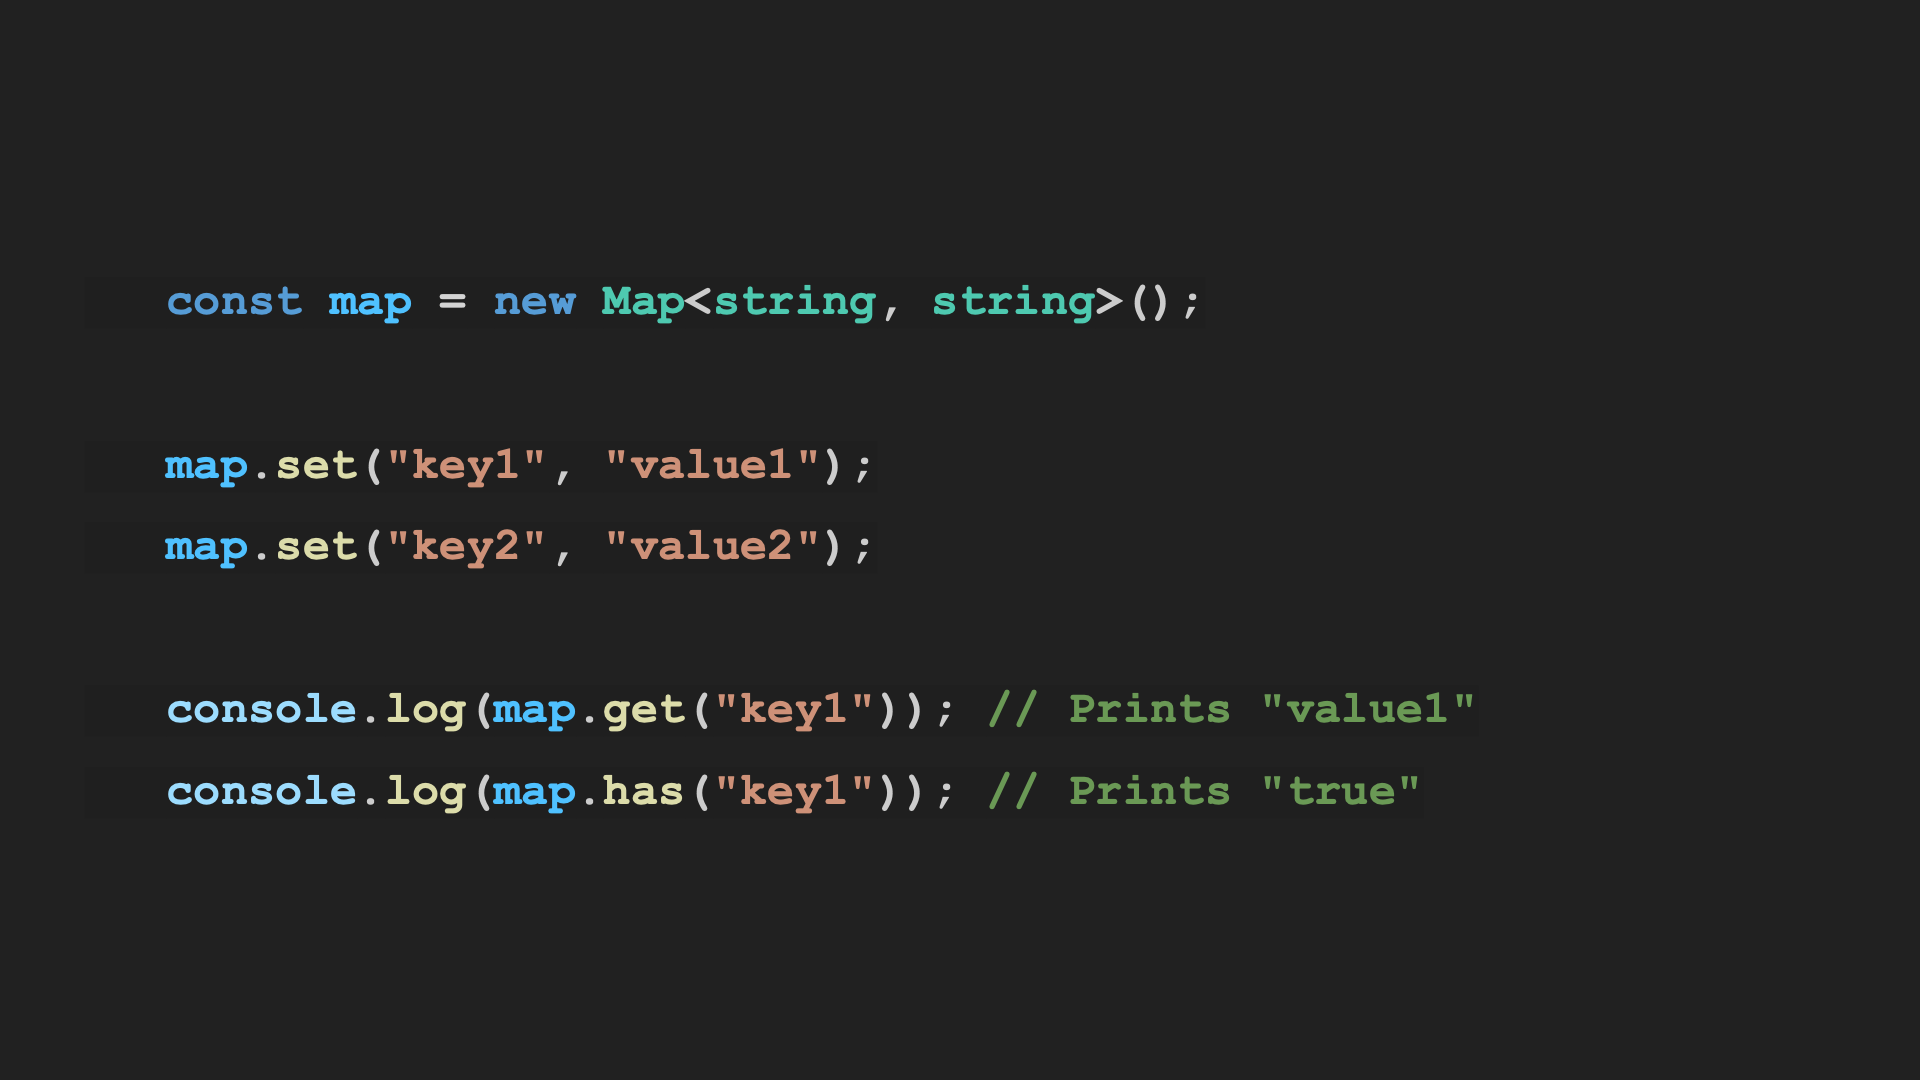 const map = new Map<string, string>();
map.set("key1", "value1");
map.set("key2", "value2");
console.log(map.get("key1")); // Prints "value1"
console.log(map.has("key1")); // Prints "true"